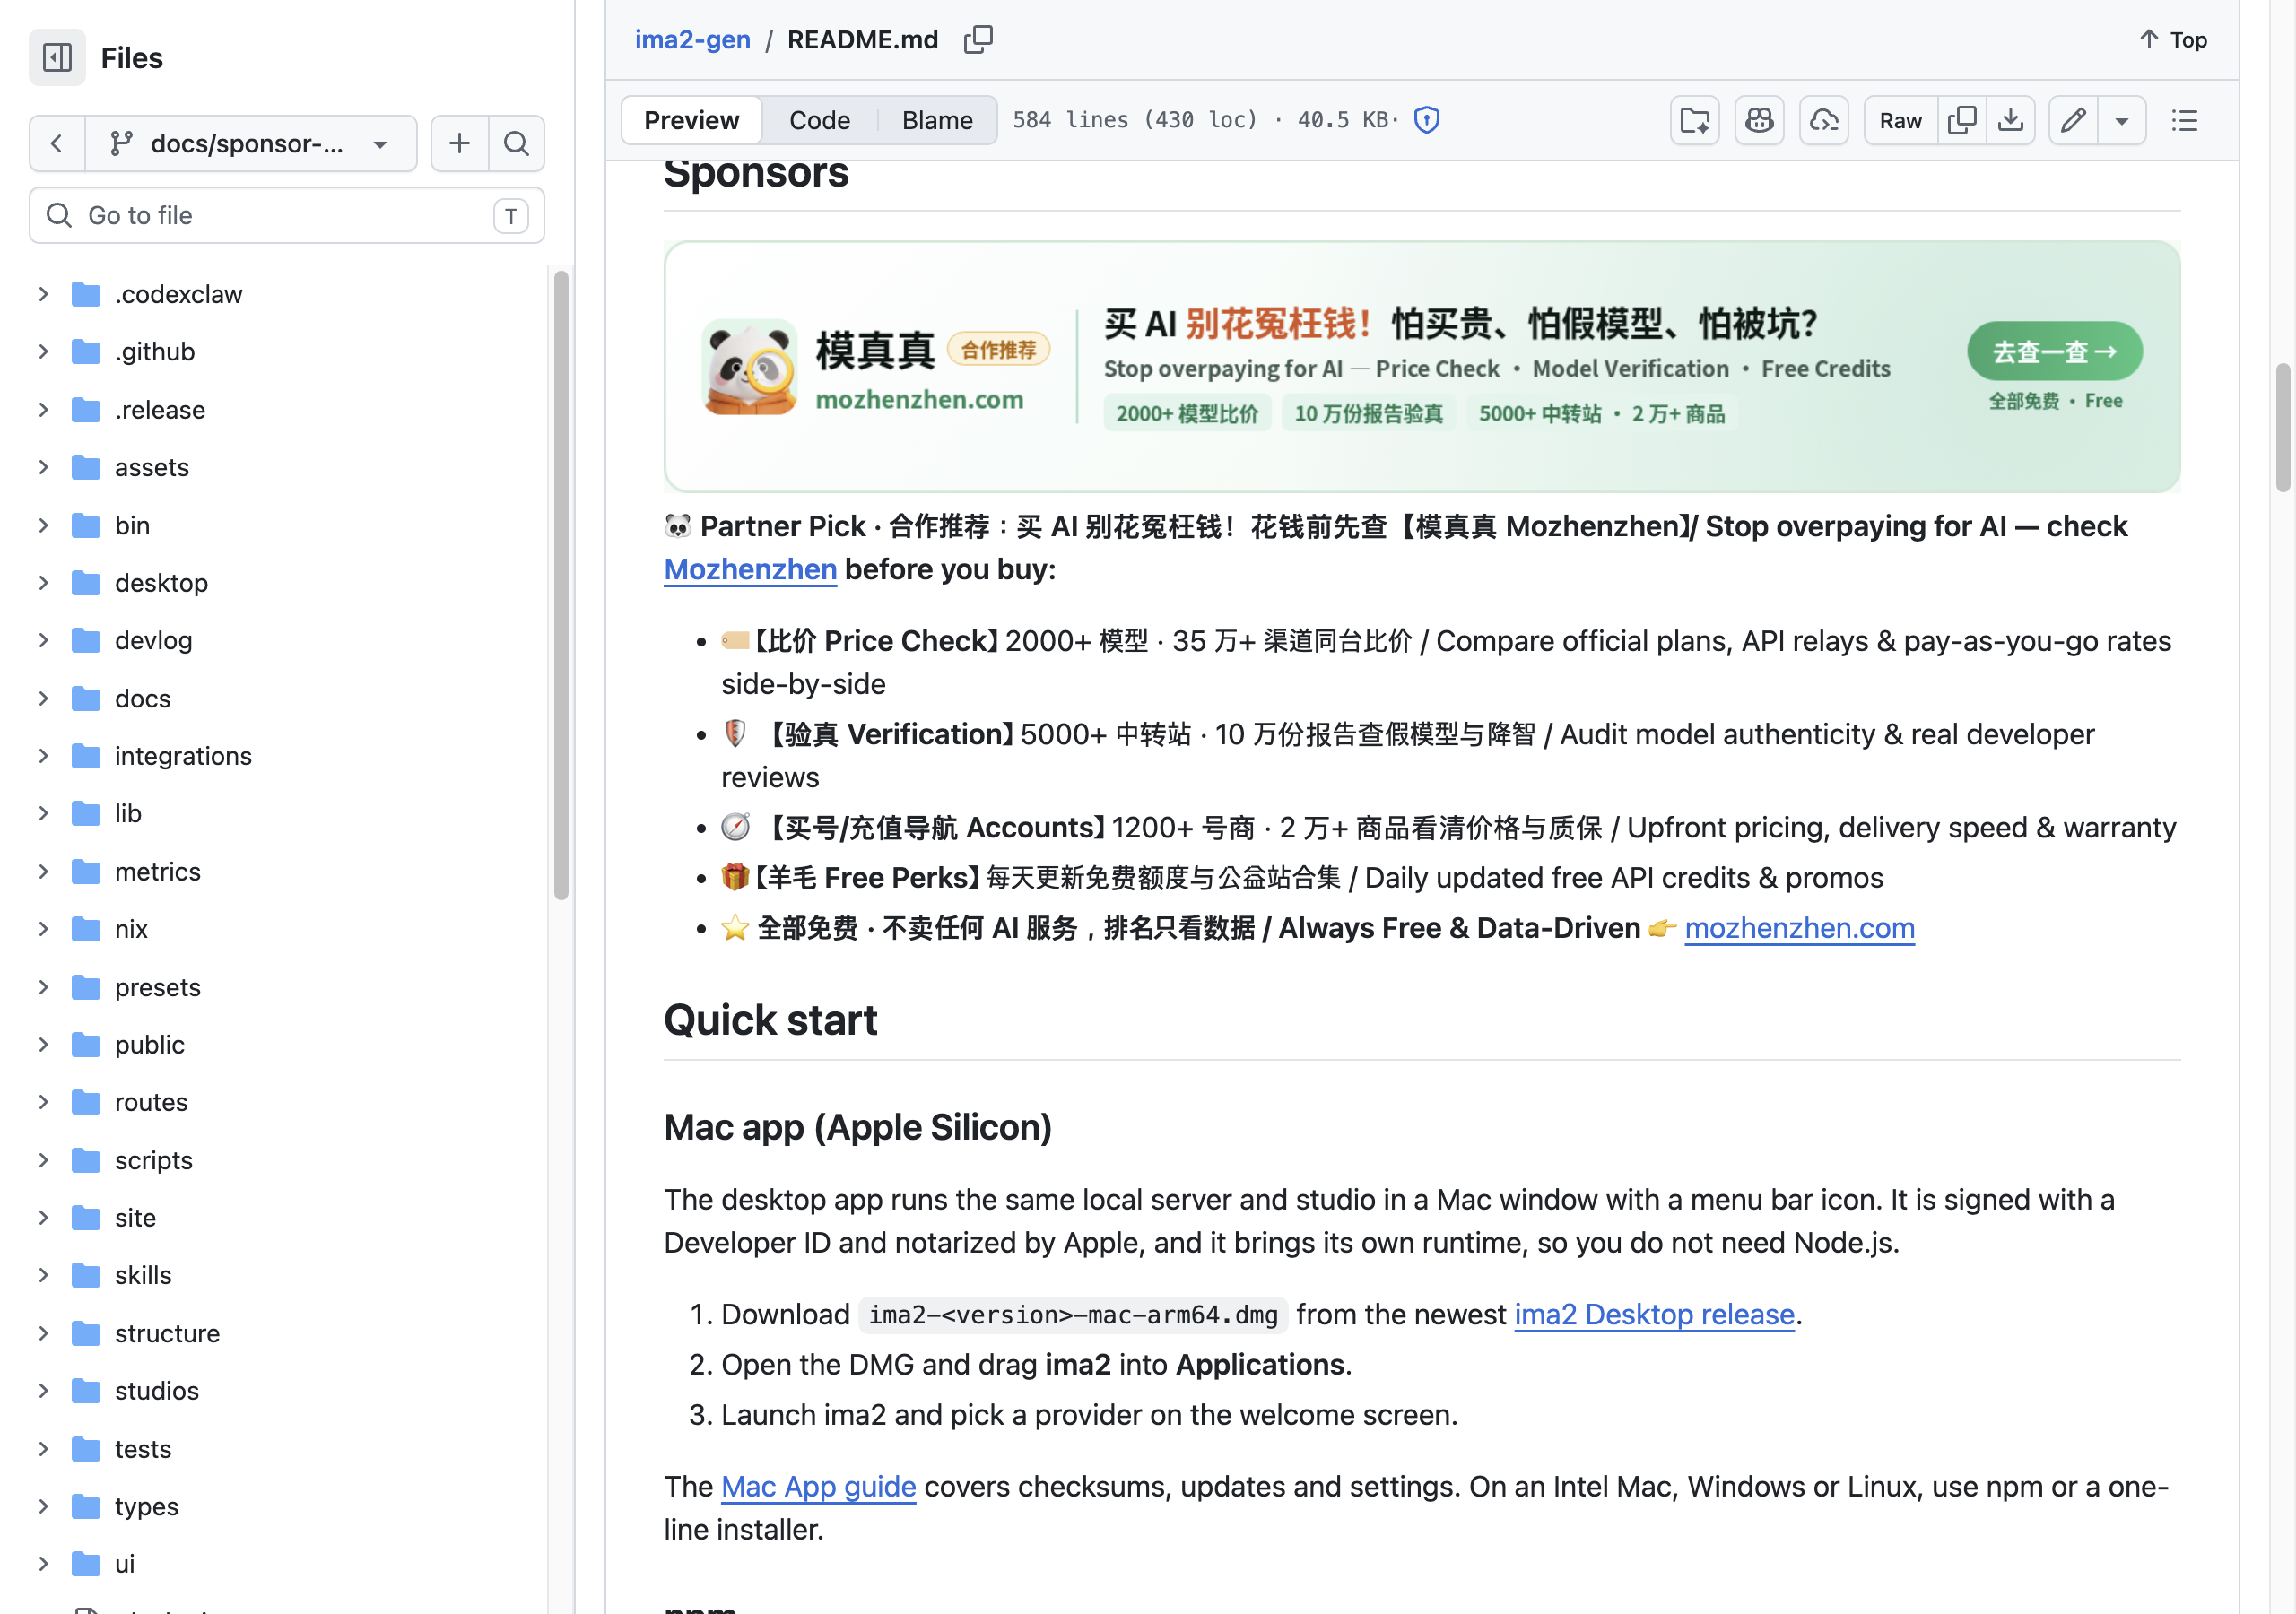 Files
docs/sponsor-...
Go to file
T
.codexclaw
.github
.release
assets
bin
desktop
devlog
docs
integrations
lib
metrics
nix
presets
public
routes
scripts
site
skills
structure
studios
tests
types
ui
ima2-gen / README.md
Top
Preview
Code
Blame
584 lines (430 loc) · 40.5 KB·
Raw
Sponsors
模真真 合作推荐
mozhenzhen.com
买 AI 别花冤枉钱！怕买贵、怕假模型、怕被坑？
Stop overpaying for AI — Price Check • Model Verification • Free Credits
2000+ 模型比价 10 万份报告验真 5000+ 中转站 • 2 万+ 商品
去查一查 →
全部免费 • Free
🐼 Partner Pick · 合作推荐：买 AI 别花冤枉钱！花钱前先查【模真真 Mozhenzhen】/ Stop overpaying for AI — check
Mozhenzhen before you buy:
• 🏷️【比价 Price Check】2000+ 模型 · 35 万+ 渠道同台比价 / Compare official plans, API relays & pay-as-you-go rates
side-by-side
• 🛡️ 【验真 Verification】5000+ 中转站 · 10 万份报告查假模型与降智 / Audit model authenticity & real developer
reviews
• 🧭 【买号/充值导航 Accounts】1200+ 号商 · 2 万+ 商品看清价格与质保 / Upfront pricing, delivery speed & warranty
• 🎁【羊毛 Free Perks】每天更新免费额度与公益站合集 / Daily updated free API credits & promos
• ⭐ 全部免费 · 不卖任何 AI 服务，排名只看数据 / Always Free & Data-Driven 👉 mozhenzhen.com
Quick start
Mac app (Apple Silicon)
The desktop app runs the same local server and studio in a Mac window with a menu bar icon. It is signed with a
Developer ID and notarized by Apple, and it brings its own runtime, so you do not need Node.js.
1. Download ima2-<version>-mac-arm64.dmg from the newest ima2 Desktop release.
2. Open the DMG and drag ima2 into Applications.
3. Launch ima2 and pick a provider on the welcome screen.
The Mac App guide covers checksums, updates and settings. On an Intel Mac, Windows or Linux, use npm or a one-
line installer.
npm